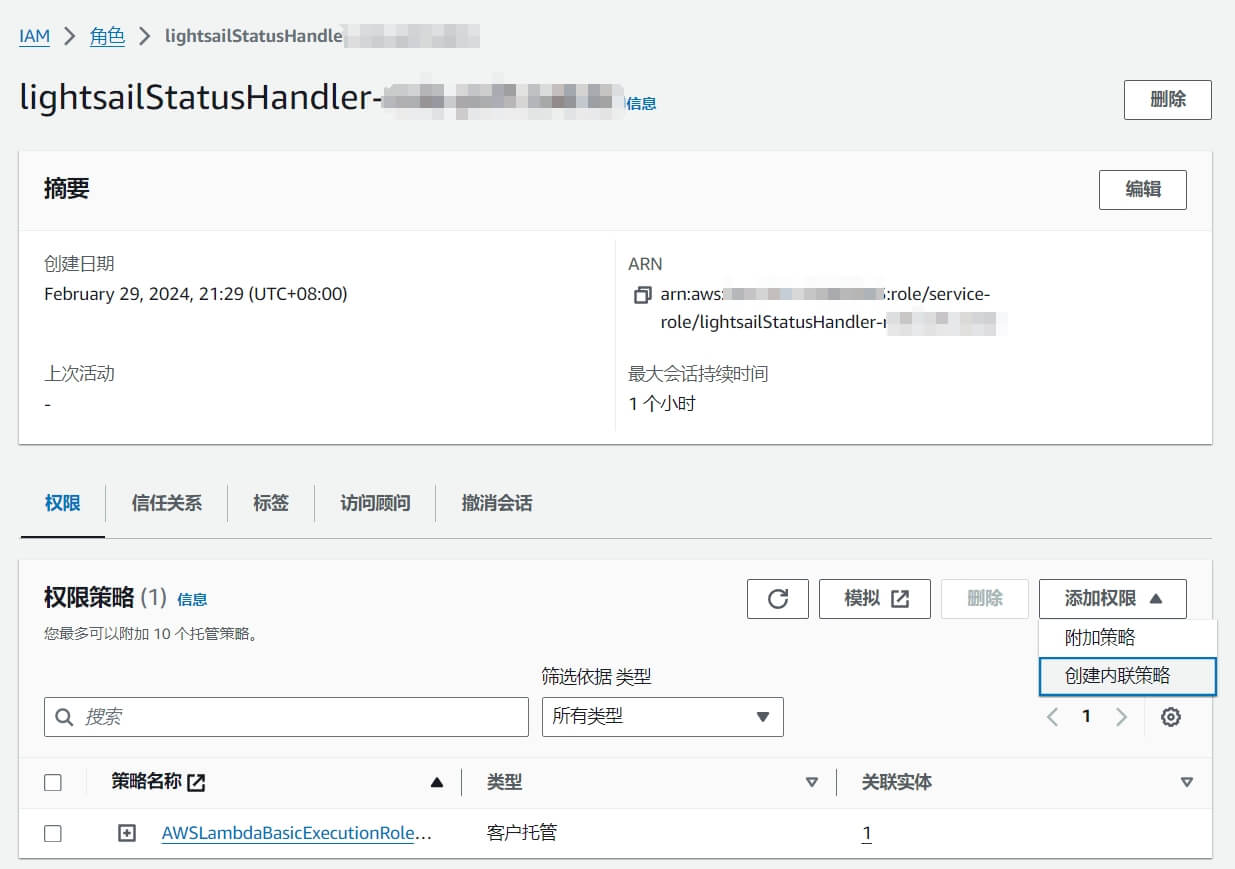 IAM > 角色 > lightsailStatusHandle
lightsailStatusHandler- 信息
删除
摘要
编辑
创建日期
February 29, 2024, 21:29 (UTC+08:00)
ARN
arn:aws: :role/service-
role/lightsailStatusHandler-
上次活动
-
最大会话持续时间
1 个小时
权限 信任关系 标签 访问顾问 撤消会话
权限策略 (1) 信息
模拟 删除 添加权限
您最多可以附加 10 个托管策略。
附加策略
创建内联策略
筛选依据 类型
搜索 所有类型
1
策略名称 类型 关联实体
AWSLambdaBasicExecutionRole... 客户托管 1